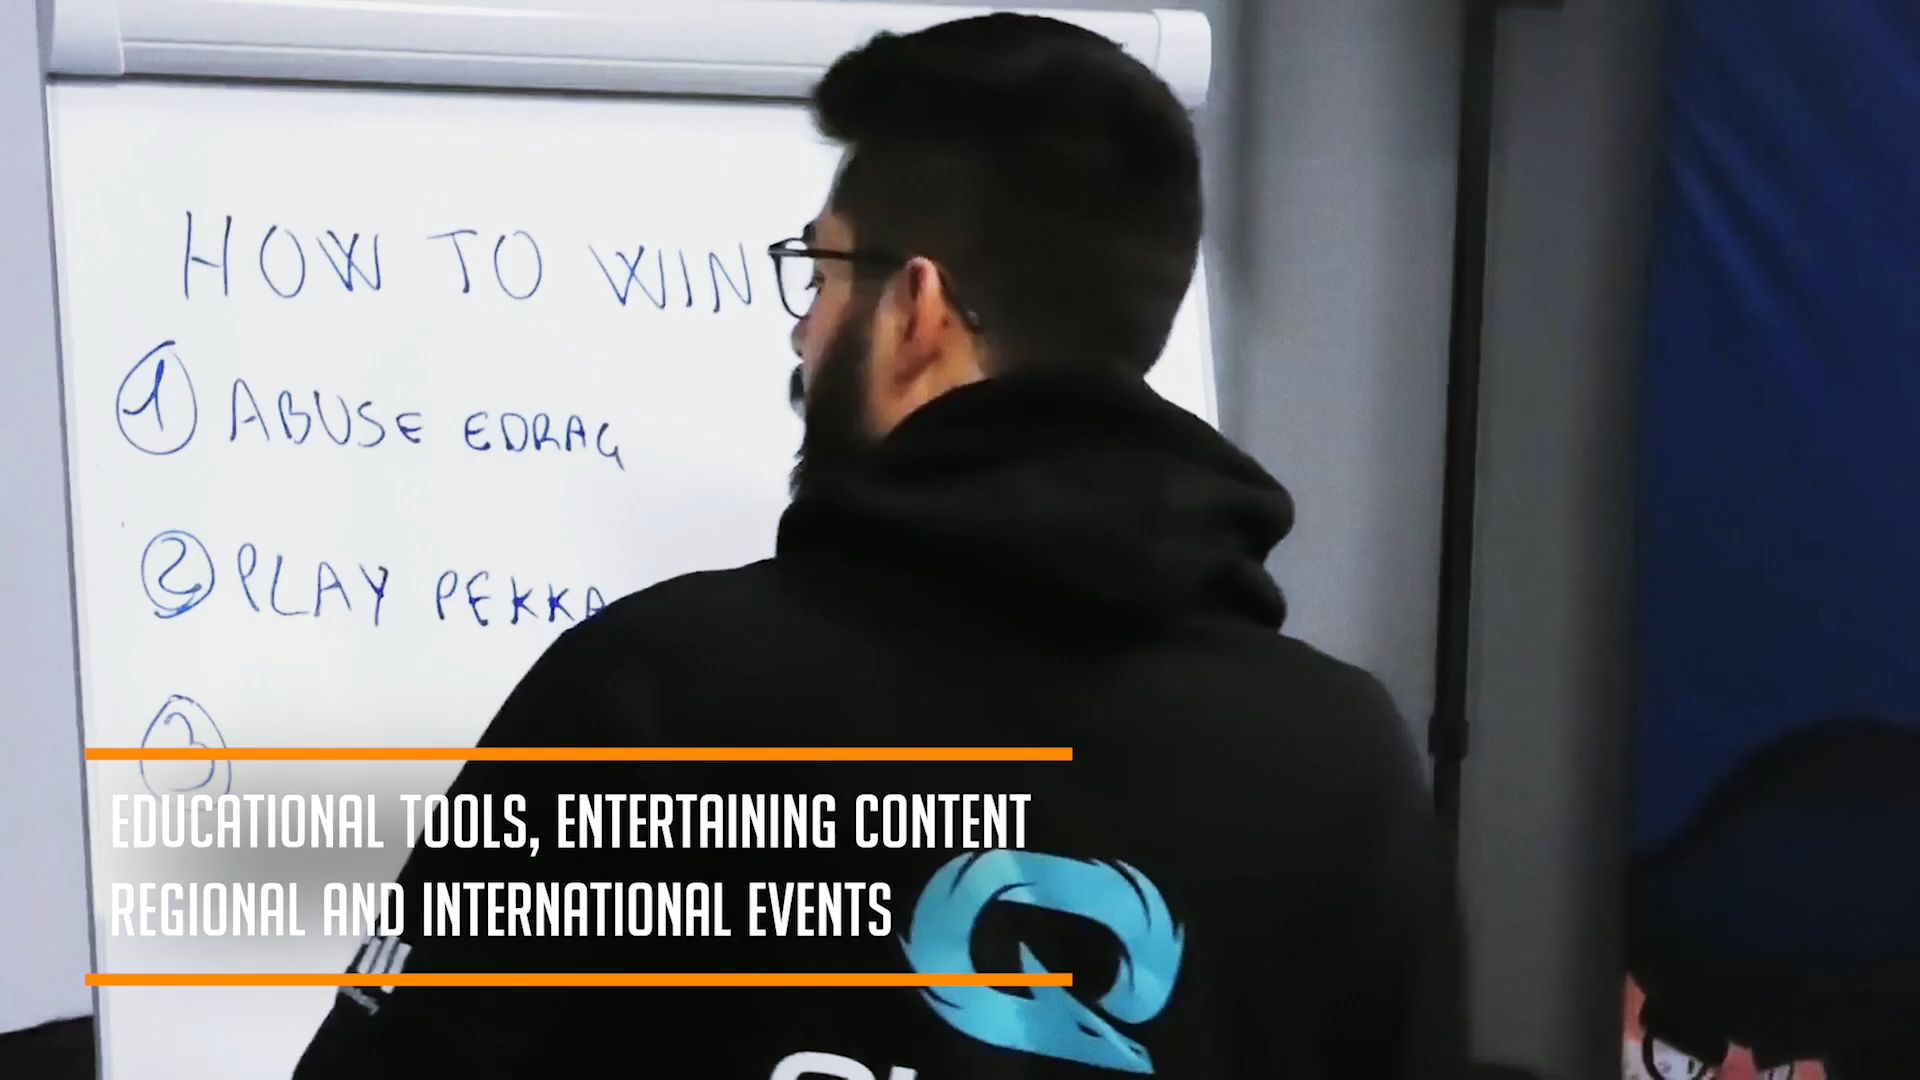 HOW TO WIN
1 ABUSE EDRAG
2 PLAY PEKKA
3
EDUCATIONAL TOOLS, ENTERTAINING CONTENT
REGIONAL AND INTERNATIONAL EVENTS